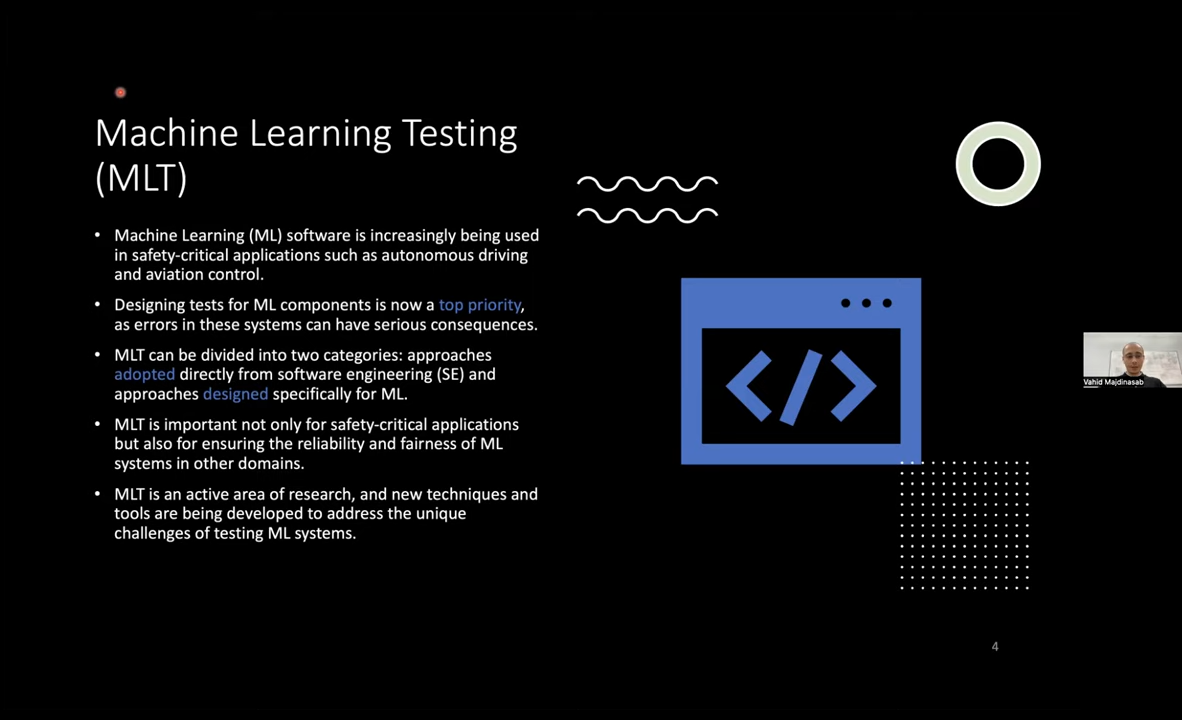 Machine Learning Testing
(MLT)
• Machine Learning (ML) software is increasingly being used
in safety-critical applications such as autonomous driving
and aviation control.
• Designing tests for ML components is now a top priority,
as errors in these systems can have serious consequences.
• MLT can be divided into two categories: approaches
adopted directly from software engineering (SE) and
approaches designed specifically for ML.
• MLT is important not only for safety-critical applications
but also for ensuring the reliability and fairness of ML
systems in other domains.
• MLT is an active area of research, and new techniques and
tools are being developed to address the unique
challenges of testing ML systems.
</>
Vahid Majdinasab
4